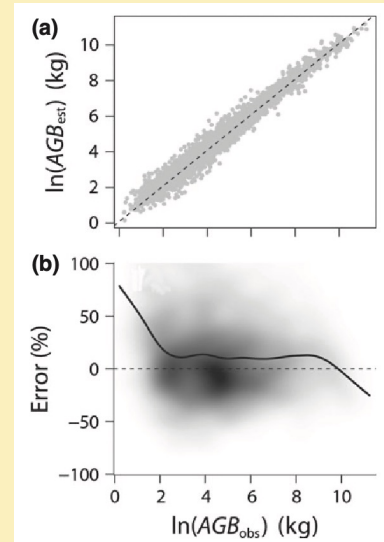 (a)
ln(AGBest) (kg)
10
8
6
4
2
0
(b)
Error (%)
100
50
0
−50
−100
0 2 4 6 8 10
ln(AGBobs) (kg)